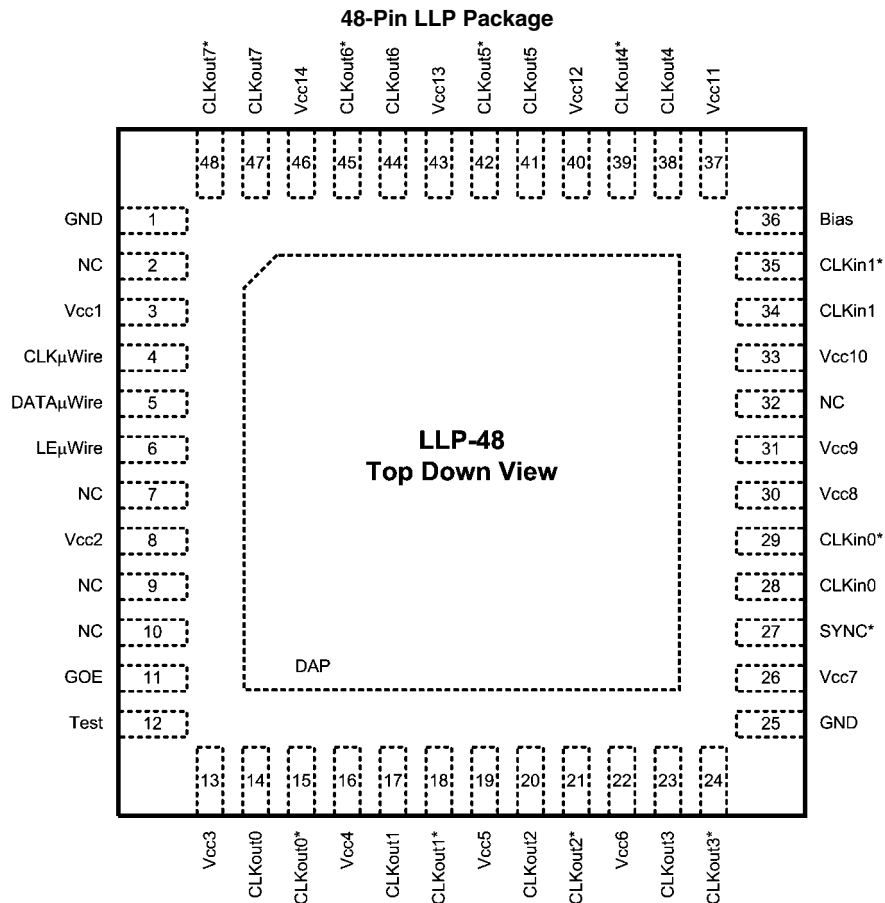 48-Pin LLP Package
CLKout7*
CLKout7
Vcc14
CLKout6*
CLKout6
Vcc13
CLKout5*
CLKout5
Vcc12
CLKout4*
CLKout4
Vcc11
48 47 46 45 44 43 42 41 40 39 38 37
GND 1 36 Bias
NC 2 35 CLKin1*
Vcc1 3 34 CLKin1
CLKμWire 4 33 Vcc10
DATAμWire 5 32 NC
LEμWire 6 31 Vcc9
NC 7 30 Vcc8
Vcc2 8 29 CLKin0*
NC 9 28 CLKin0
NC 10 27 SYNC*
GOE 11 26 Vcc7
Test 12 25 GND
LLP-48
Top Down View
DAP
13 14 15 16 17 18 19 20 21 22 23 24
Vcc3
CLKout0
CLKout0*
Vcc4
CLKout1
CLKout1*
Vcc5
CLKout2
CLKout2*
Vcc6
CLKout3
CLKout3*